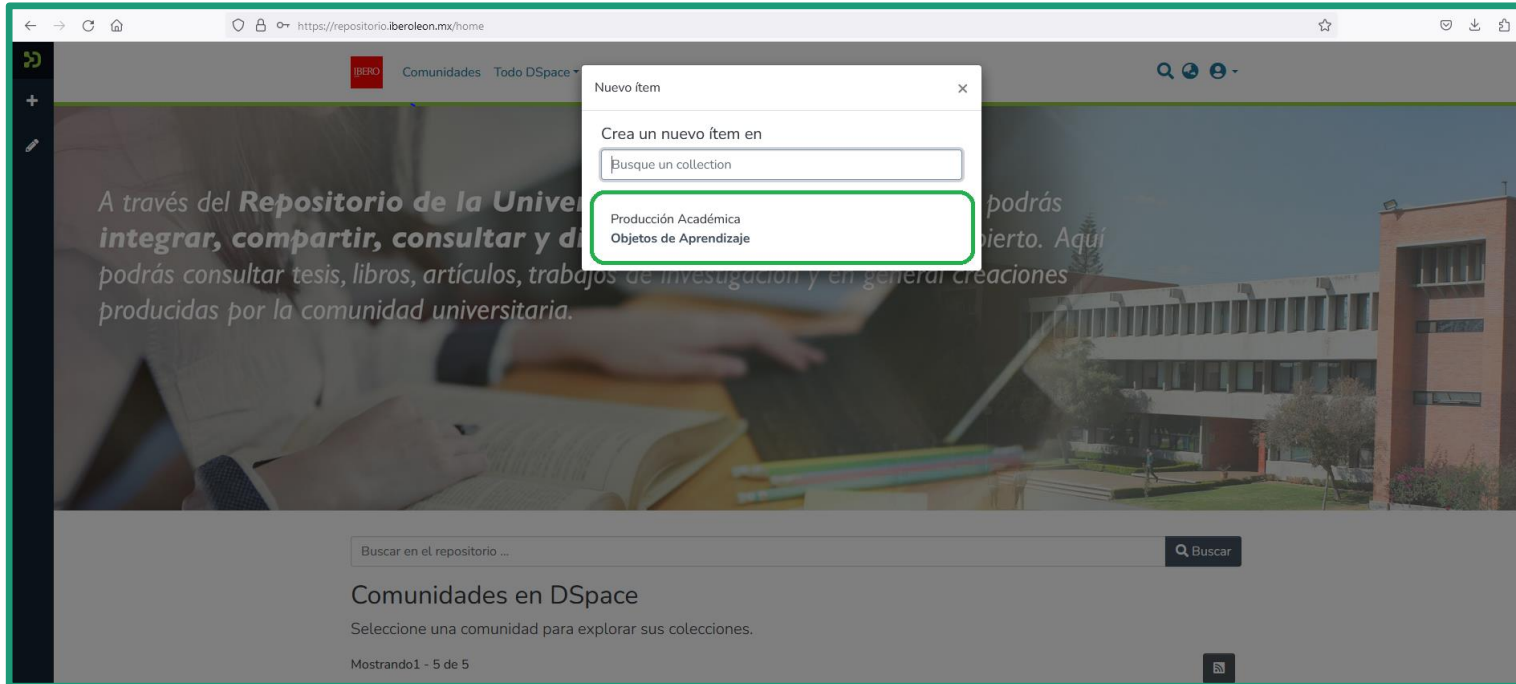 https://repositorio.iberoleon.mx/home
IBERO
Comunidades Todo DSpace
Nuevo ítem ×
Crea un nuevo ítem en
Busque un collection
Producción Académica
Objetos de Aprendizaje
A través del Repositorio de la Univer podrás
integrar, compartir, consultar y di bierto. Aquí
podrás consultar tesis, libros, artículos, trabajos de investigación y en general creaciones
producidas por la comunidad universitaria.
Buscar en el repositorio ... Buscar
Comunidades en DSpace
Seleccione una comunidad para explorar sus colecciones.
Mostrando1 - 5 de 5